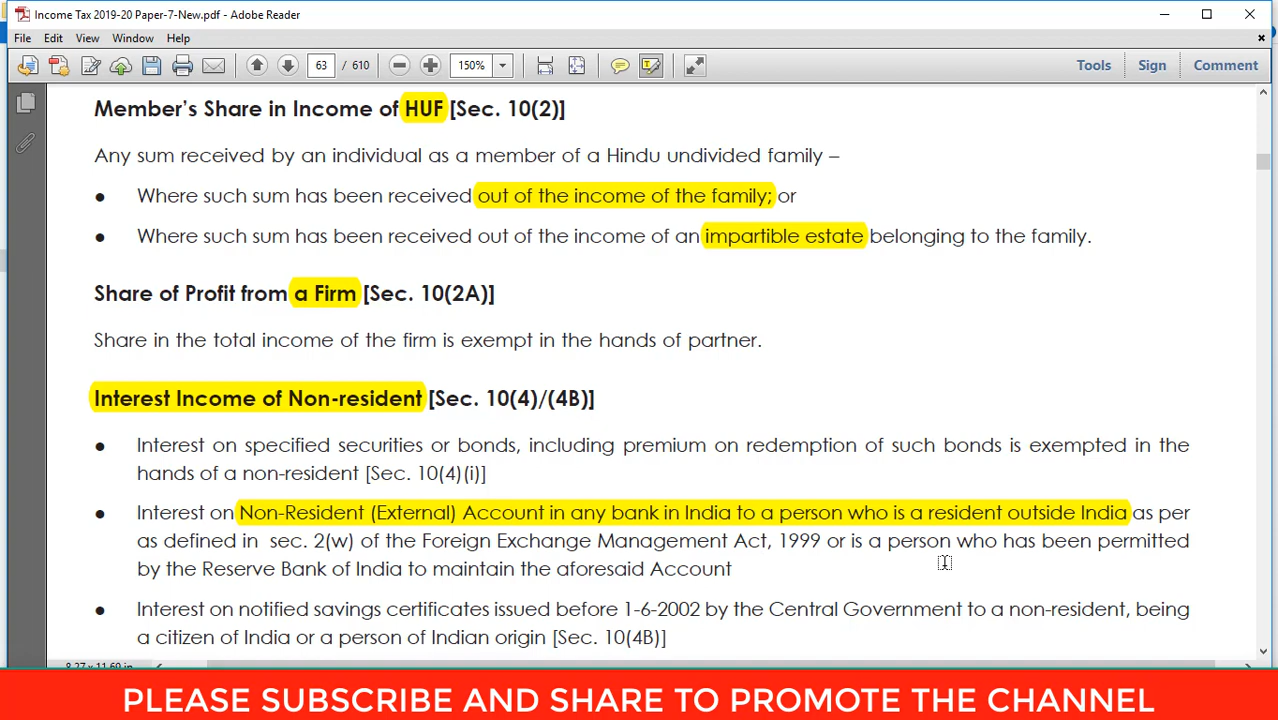 Income Tax 2019-20 Paper-7-New.pdf - Adobe Reader
File Edit View Window Help
63 / 610 150% Tools Sign Comment
Member's Share in Income of HUF [Sec. 10(2)]
Any sum received by an individual as a member of a Hindu undivided family –
● Where such sum has been received out of the income of the family; or
● Where such sum has been received out of the income of an impartible estate belonging to the family.
Share of Profit from a Firm [Sec. 10(2A)]
Share in the total income of the firm is exempt in the hands of partner.
Interest Income of Non-resident [Sec. 10(4)/(4B)]
● Interest on specified securities or bonds, including premium on redemption of such bonds is exempted in the
hands of a non-resident [Sec. 10(4)(i)]
● Interest on Non-Resident (External) Account in any bank in India to a person who is a resident outside India as per
as defined in sec. 2(w) of the Foreign Exchange Management Act, 1999 or is a person who has been permitted
by the Reserve Bank of India to maintain the aforesaid Account
● Interest on notified savings certificates issued before 1-6-2002 by the Central Government to a non-resident, being
a citizen of India or a person of Indian origin [Sec. 10(4B)]
8.27 x 11.69 in
PLEASE SUBSCRIBE AND SHARE TO PROMOTE THE CHANNEL